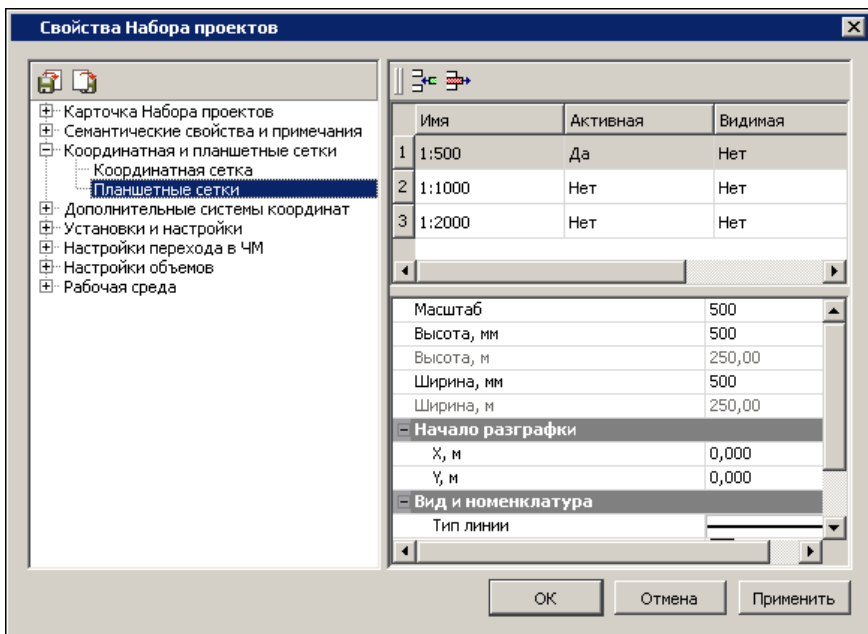 Свойства Набора проектов
Карточка Набора проектов
Семантические свойства и примечания
Координатная и планшетные сетки
Координатная сетка
Планшетные сетки
Дополнительные системы координат
Установки и настройки
Настройки перехода в ЧМ
Настройки объемов
Рабочая среда
Имя Активная Видимая
1 1:500 Да Нет
2 1:1000 Нет Нет
3 1:2000 Нет Нет
Масштаб 500
Высота, мм 500
Высота, м 250,00
Ширина, мм 500
Ширина, м 250,00
Начало разграфки
X, м 0,000
Y, м 0,000
Вид и номенклатура
Тип линии
ОК Отмена Применить